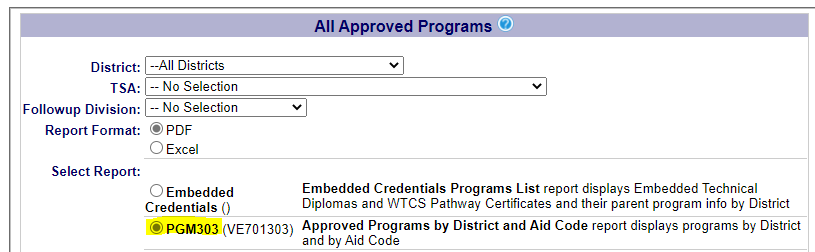 All Approved Programs ?
District: --All Districts
TSA: -- No Selection
Followup Division: -- No Selection
Report Format: PDF
Excel
Select Report:
Embedded Credentials Programs List report displays Embedded Technical
Embedded
Credentials () Diplomas and WTCS Pathway Certificates and their parent program info by District
PGM303 (VE701303) Approved Programs by District and Aid Code report displays programs by District
and by Aid Code